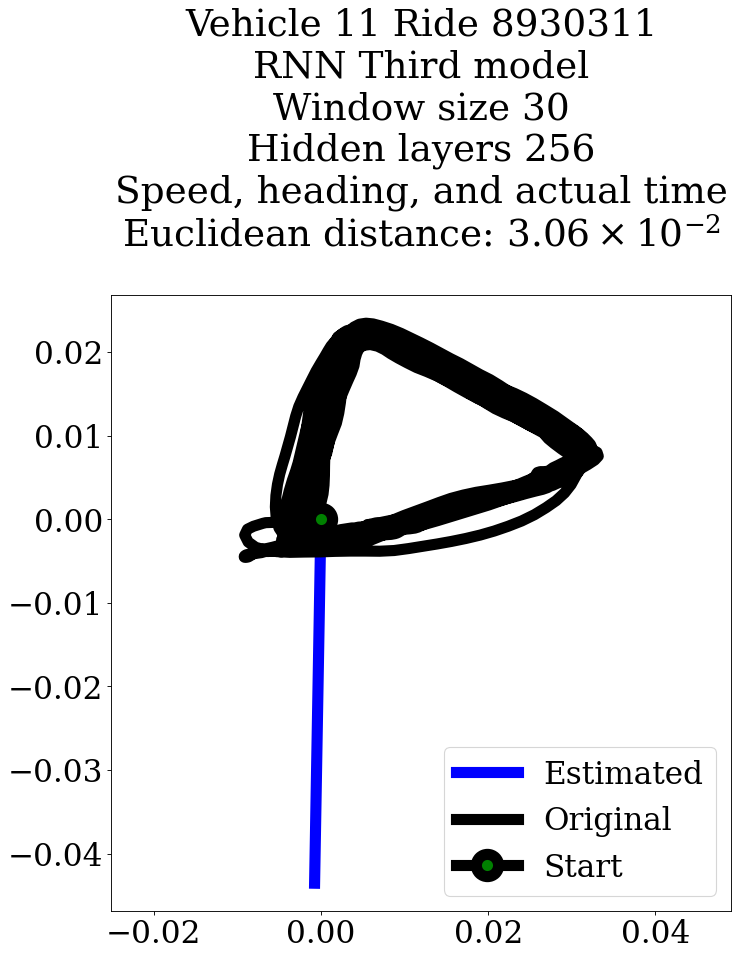 Vehicle 11 Ride 8930311
RNN Third model
Window size 30
Hidden layers 256
Speed, heading, and actual time
Euclidean distance: 3.06 × 10⁻²
0.02
0.01
0.00
−0.01
−0.02
−0.03
−0.04
Estimated
Original
Start
−0.02 0.00 0.02 0.04